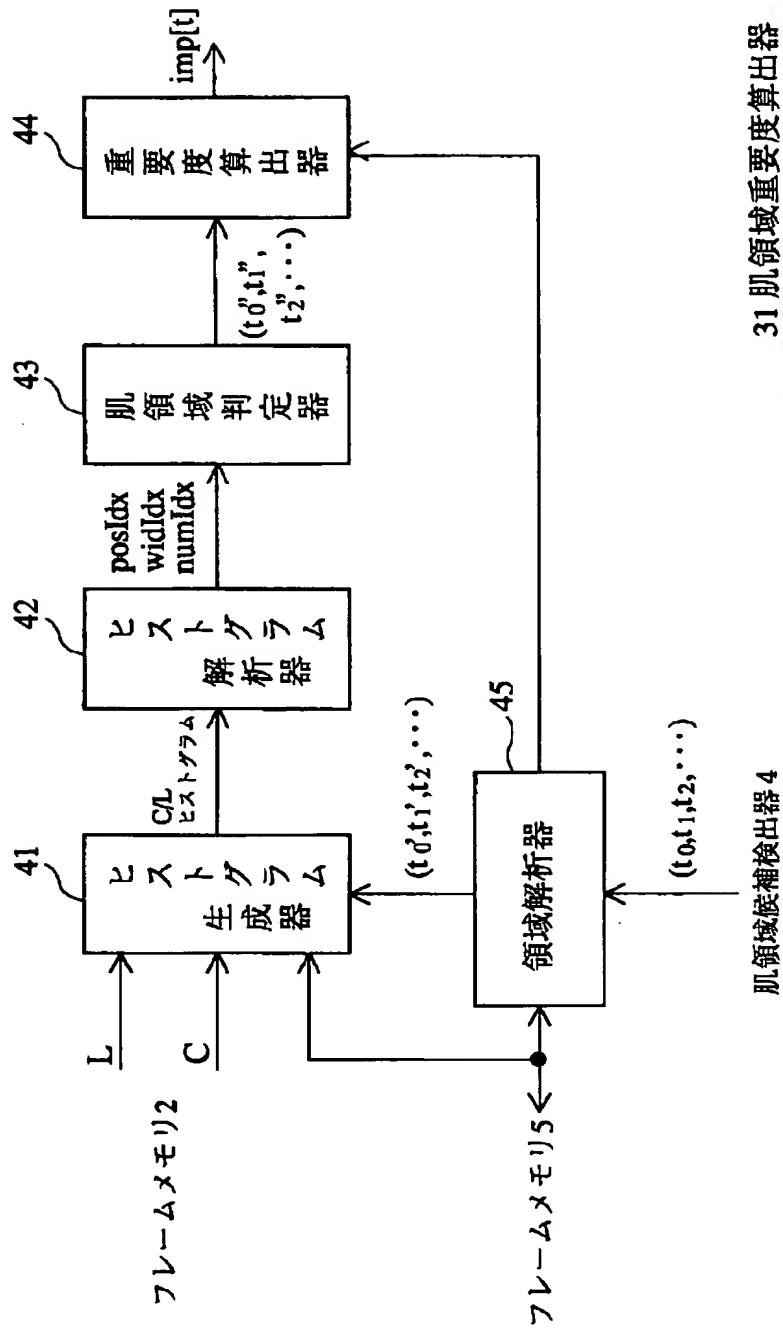 フレームメモリ2
L
C
41
ヒストグラム
生成器
C/L
ヒストグラム
42
ヒストグラム
解析器
posIdx
widIdx
numIdx
43
肌領域判定器
(t0",t1",
t2",···)
44
重要度算出器
imp[t]
フレームメモリ5
(t0',t1',t2',···)
45
領域解析器
(t0,t1,t2,···)
肌領域候補検出器4
31 肌領域重要度算出器